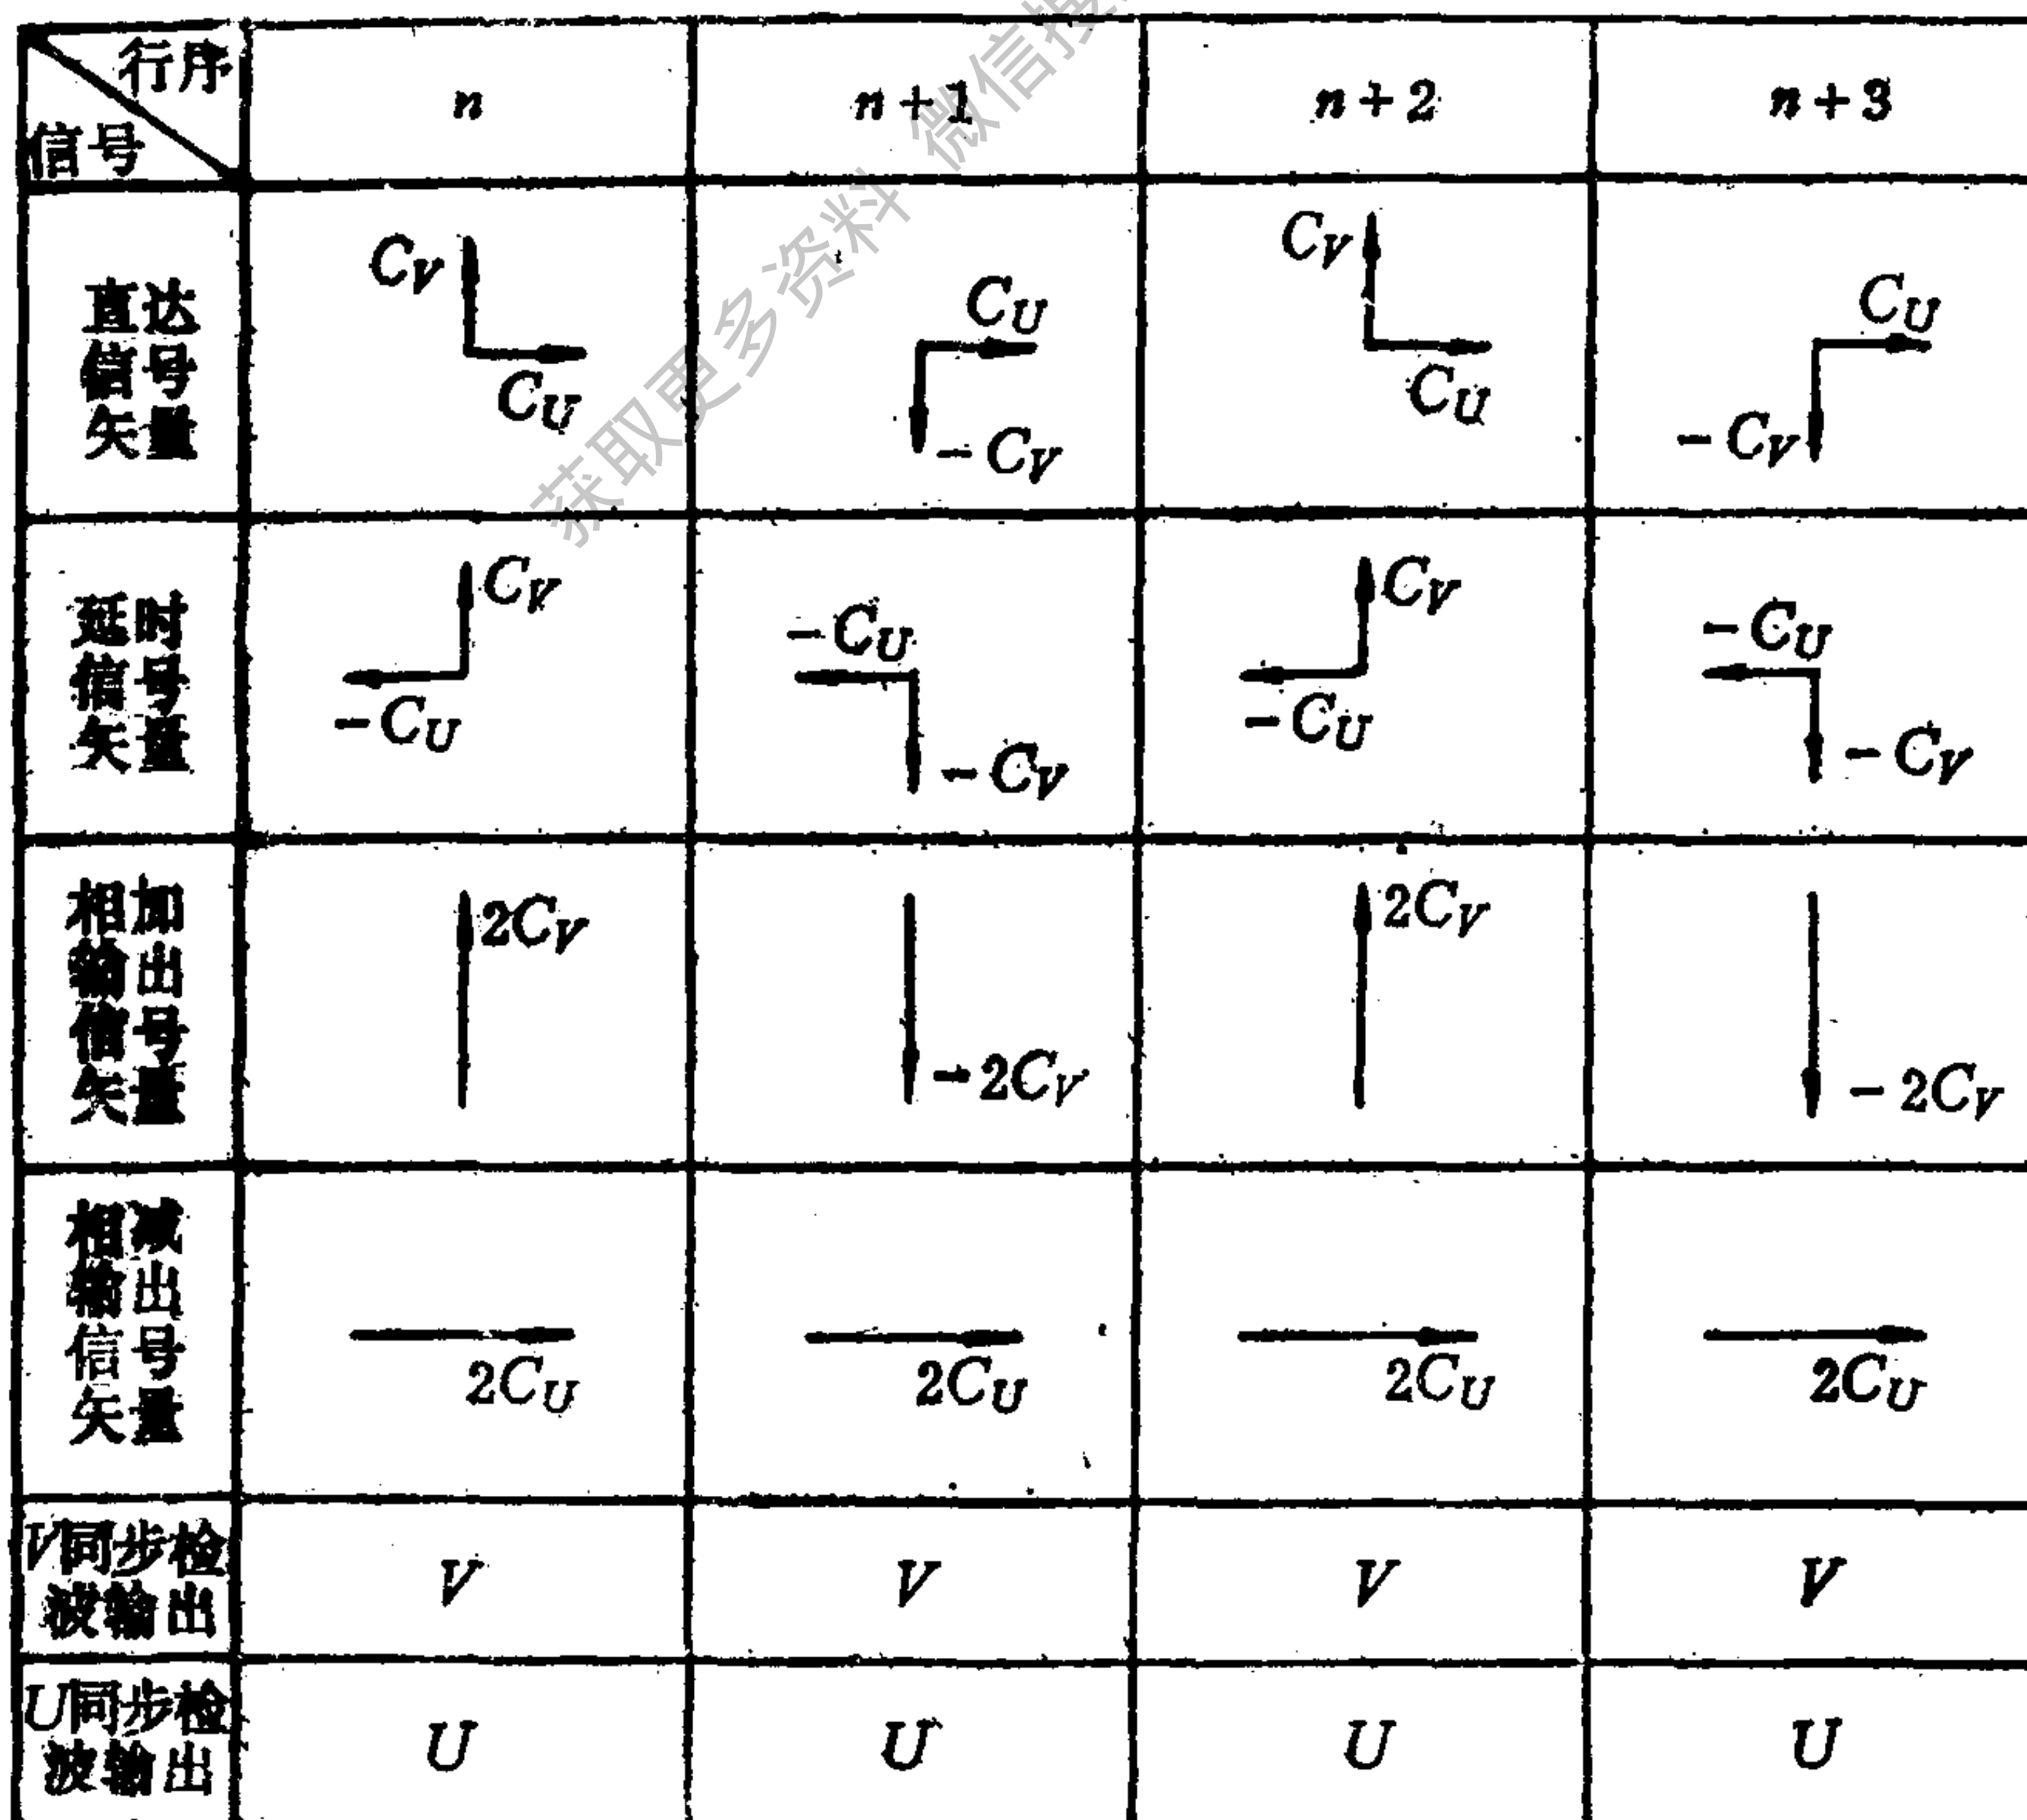 行序
信号
n
n+1
n+2
n+3
直达
信号
矢量
C_V
C_U
C_U
-C_V
C_V
C_U
C_U
-C_V
延时
信号
矢量
C_V
-C_U
-C_U
-C_V
C_V
-C_U
-C_U
-C_V
相加
输出
信号
矢量
2C_V
-2C_V
2C_V
-2C_V
相减
输出
信号
矢量
2C_U
2C_U
2C_U
2C_U
V同步检
波输出
V
V
V
V
U同步检
波输出
U
U
U
U
获取更多资料 微信搜